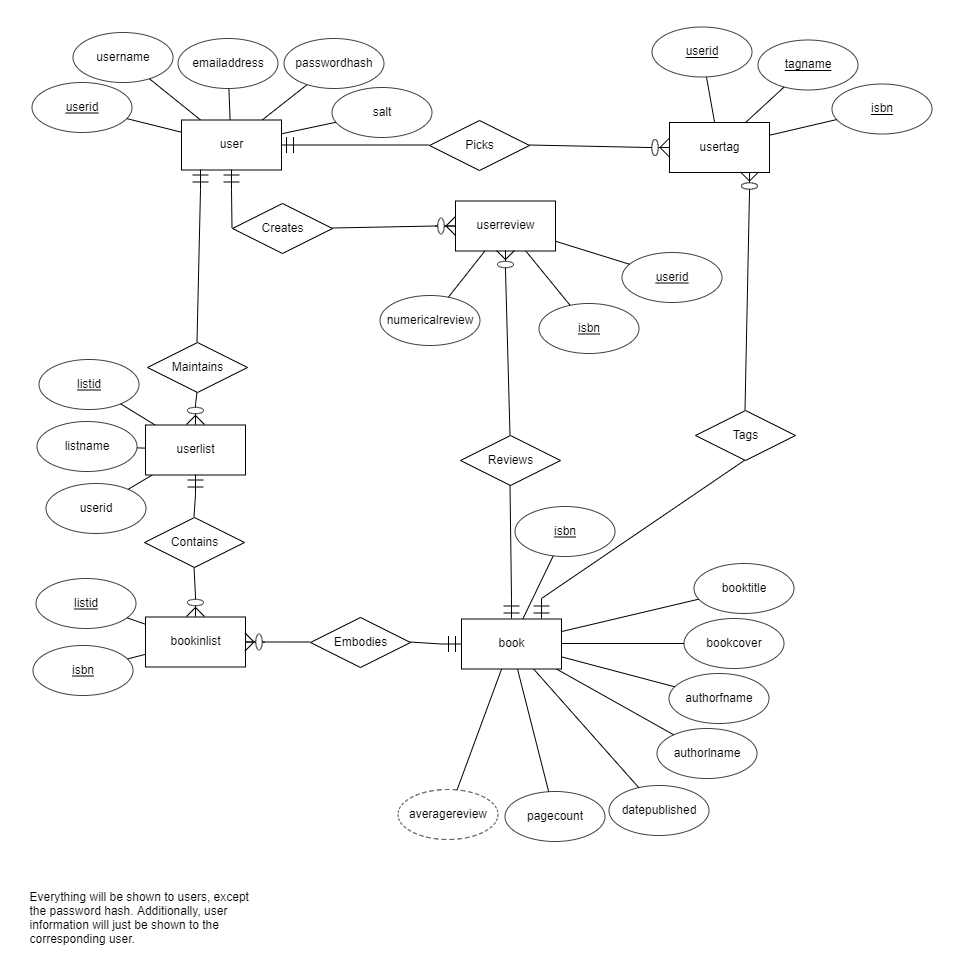 username
emailaddress
passwordhash
userid
salt
user
Picks
userid
tagname
isbn
usertag
Creates
userreview
userid
numericalreview
isbn
Maintains
listid
listname
userlist
userid
Reviews
Tags
Contains
isbn
listid
bookinlist
isbn
Embodies
book
booktitle
bookcover
authorfname
authorlname
averagereview
pagecount
datepublished
Everything will be shown to users, except
the password hash. Additionally, user
information will just be shown to the
corresponding user.